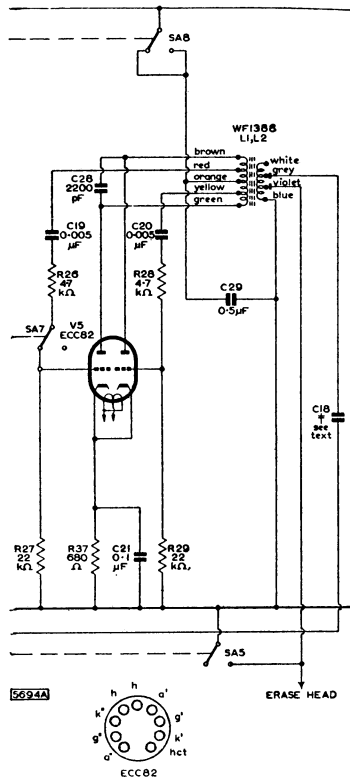 SA8
WF1388
L1,L2
brown
red
orange
yellow
green
white
grey
violet
blue
C28
2200
pF
C19
0·005
µF
C20
0·005
µF
R26
47
kΩ
R28
4·7
kΩ
C29
0·5µF
SA7
V5
ECC82
C18
*
see
text
R27
22
kΩ
R37
680
Ω
C21
0·1
µF
R29
22
kΩ
SA5
5694A
ERASE HEAD
h
h
a'
k"
g'
g"
k'
a"
hct
ECC82